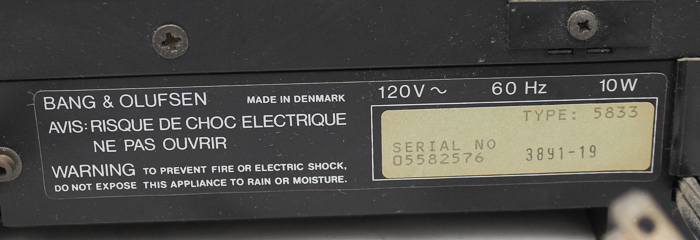 BANG & OLUFSEN MADE IN DENMARK
AVIS: RISQUE DE CHOC ELECTRIQUE
NE PAS OUVRIR
WARNING TO PREVENT FIRE OR ELECTRIC SHOCK,
DO NOT EXPOSE THIS APPLIANCE TO RAIN OR MOISTURE.
120V ~ 60 Hz 10W
TYPE: 5833
SERIAL NO
05582576 3891-19